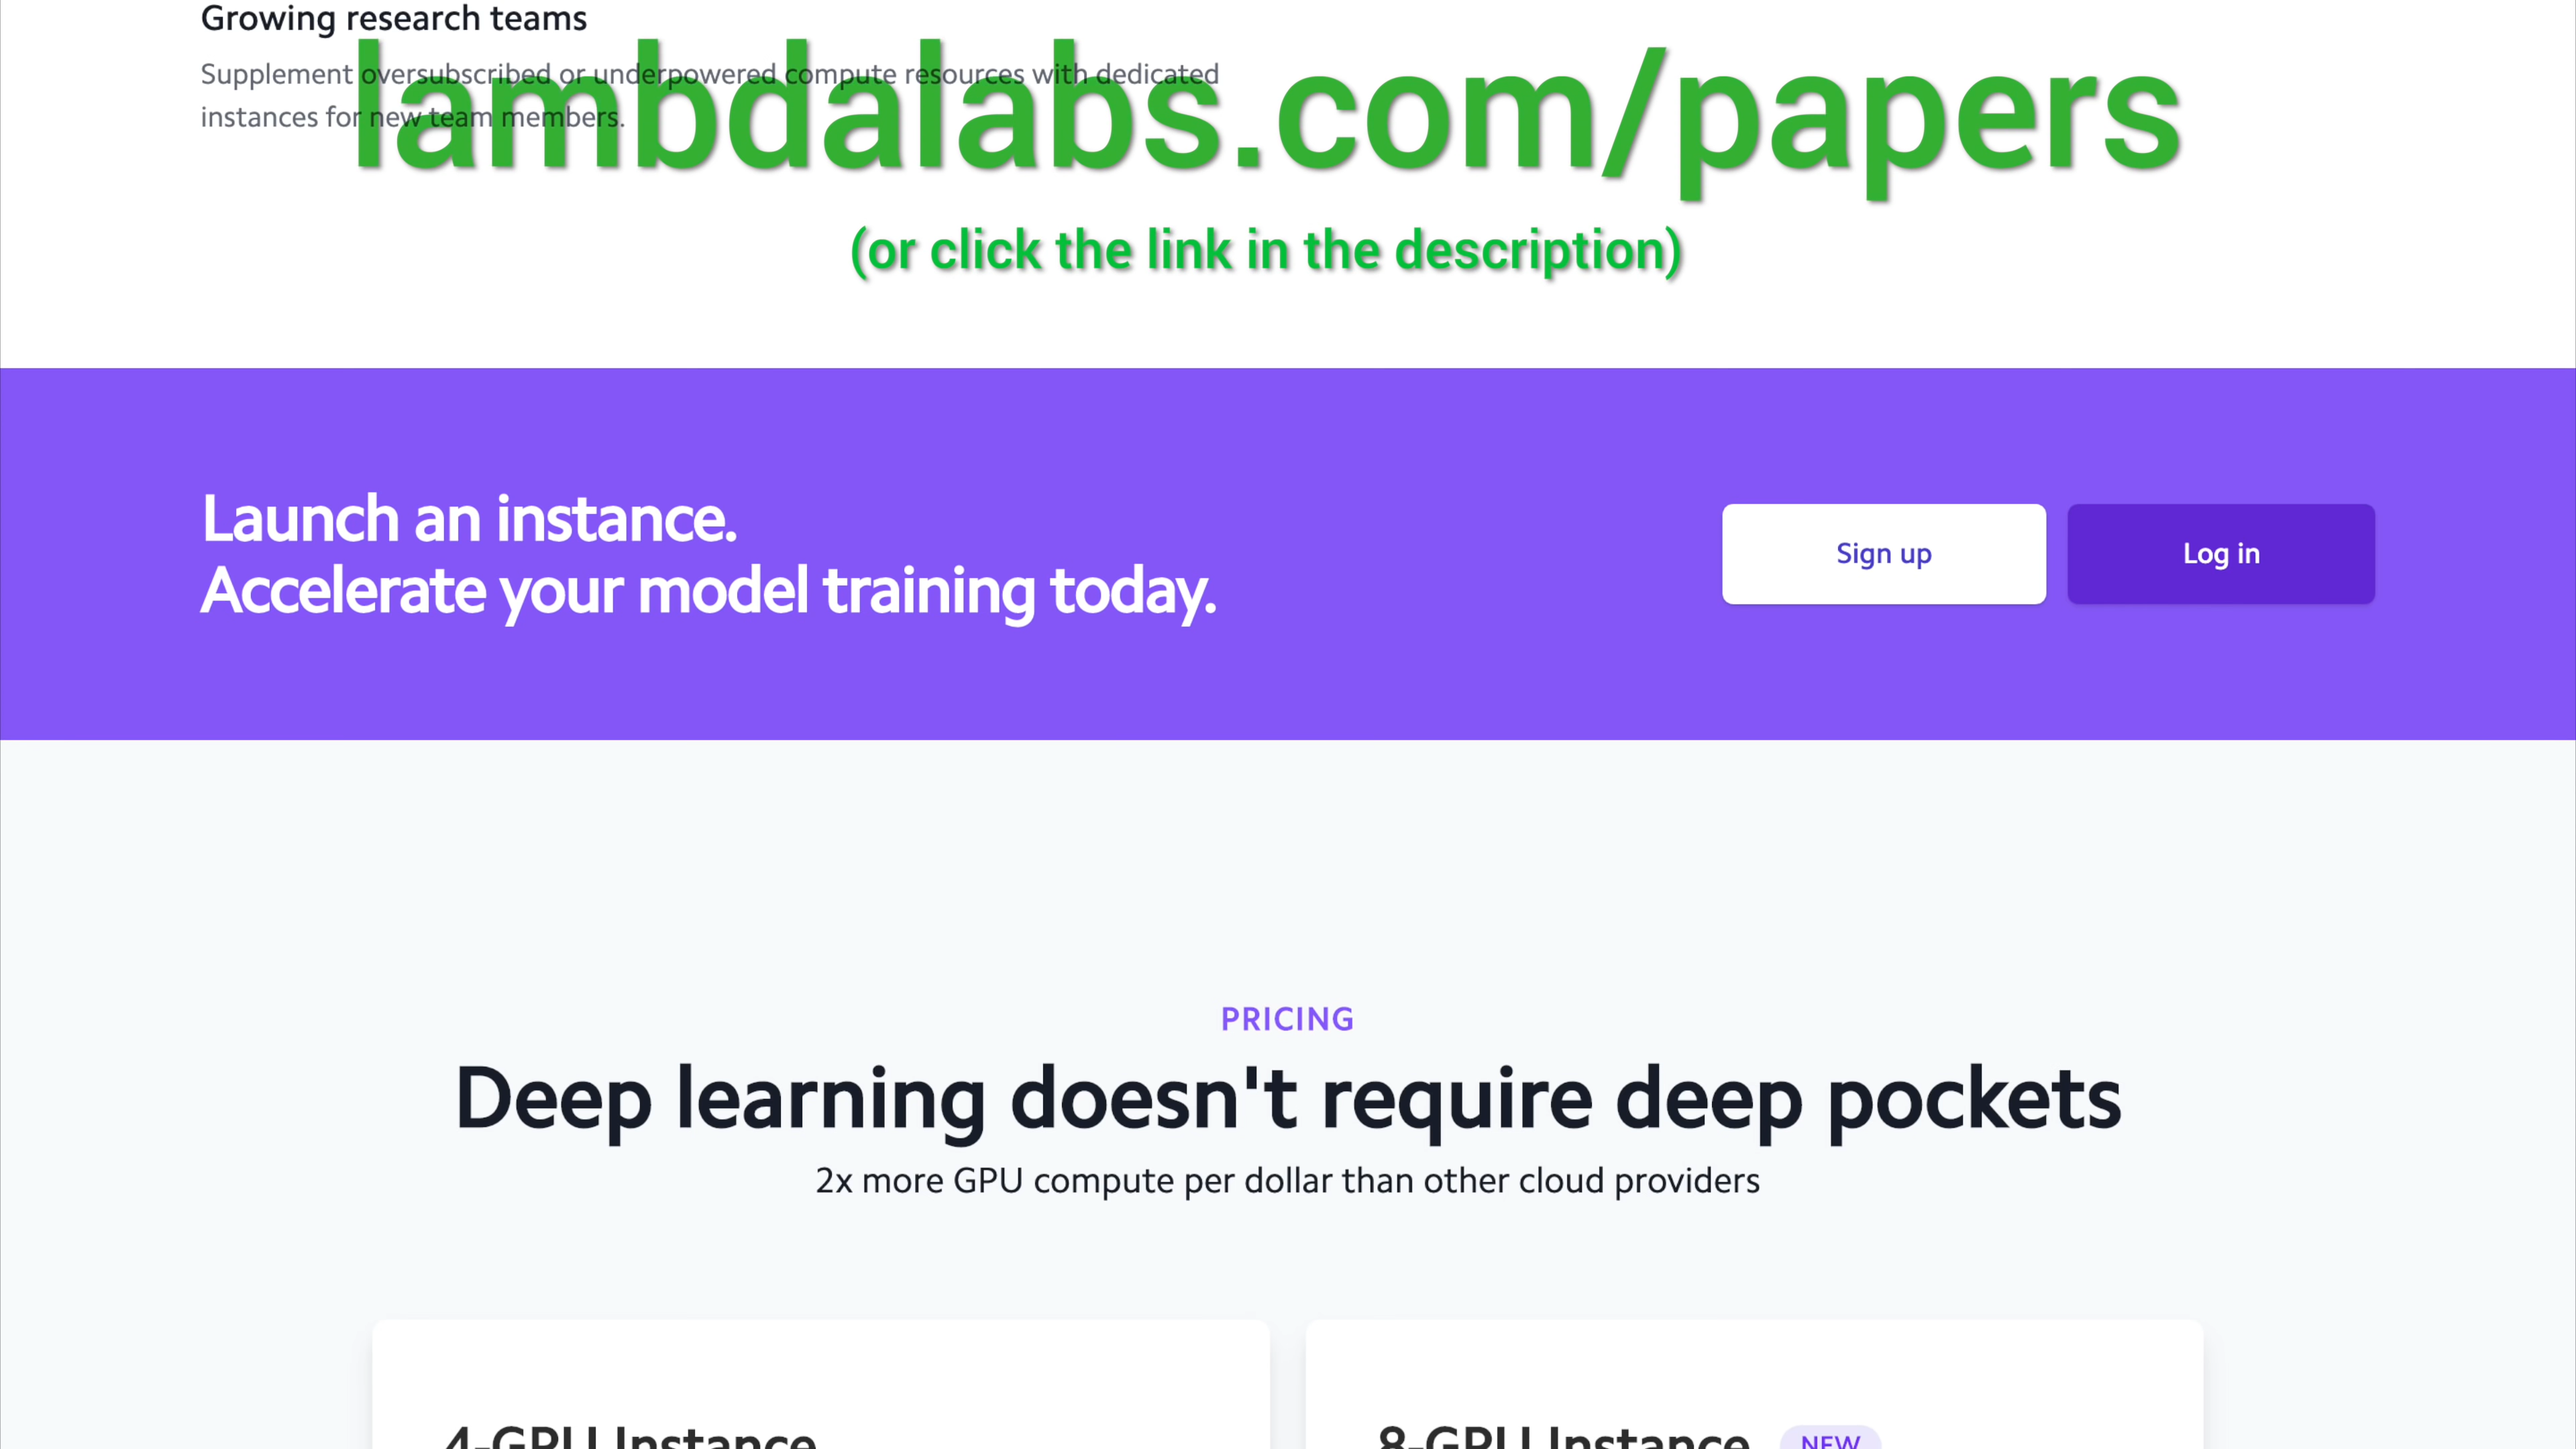 Growing research teams
Supplement oversubscribed or underpowered compute resources with dedicated
instances for new team members.
lambdalabs.com/papers
(or click the link in the description)
Launch an instance.
Accelerate your model training today.
Sign up
Log in
PRICING
Deep learning doesn't require deep pockets
2x more GPU compute per dollar than other cloud providers
4-GPU Instance
8-GPU Instance NEW